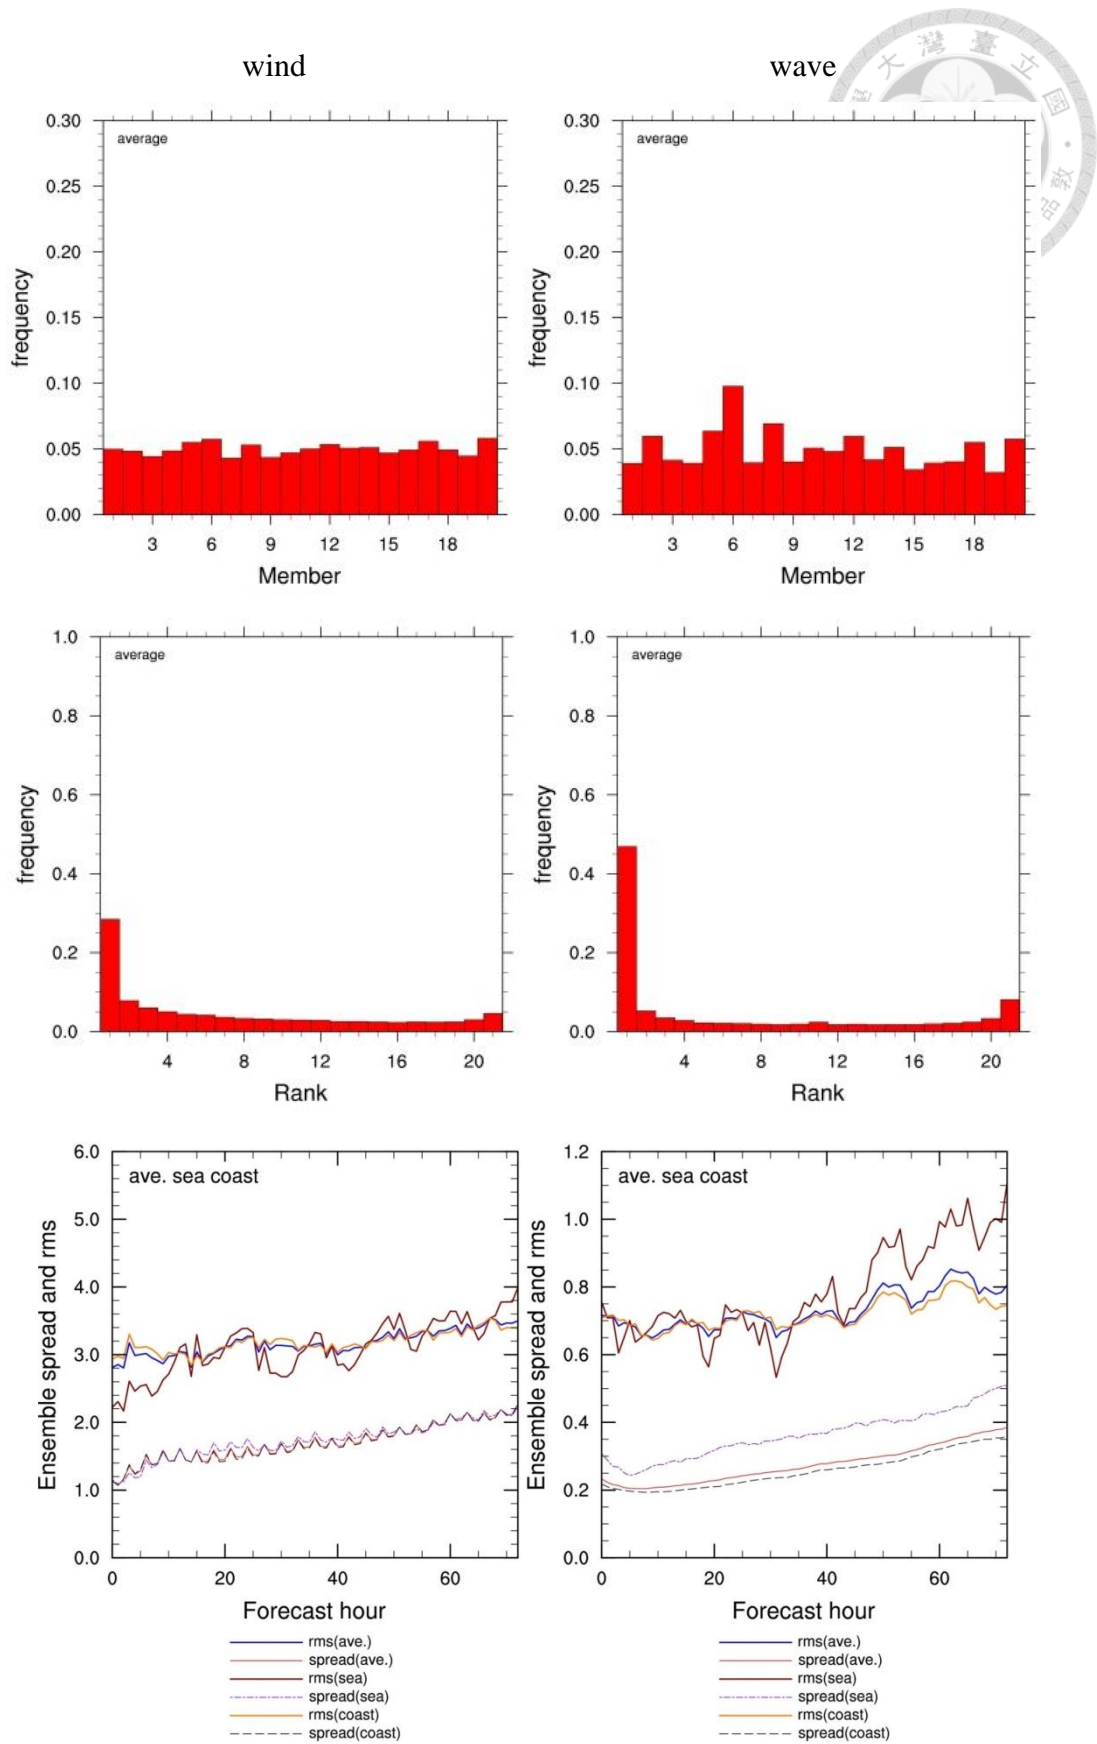 wind
wave
大 灣 臺 立 國
敦 品
average
0.30
0.25
0.20
0.15
0.10
0.05
0.00
frequency
3 6 9 12 15 18
Member
average
0.30
0.25
0.20
0.15
0.10
0.05
0.00
frequency
3 6 9 12 15 18
Member
average
1.0
0.8
0.6
0.4
0.2
0.0
frequency
4 8 12 16 20
Rank
average
1.0
0.8
0.6
0.4
0.2
0.0
frequency
4 8 12 16 20
Rank
ave. sea coast
6.0
5.0
4.0
3.0
2.0
1.0
0.0
Ensemble spread and rms
0 20 40 60
Forecast hour
rms(ave.)
spread(ave.)
rms(sea)
spread(sea)
rms(coast)
spread(coast)
ave. sea coast
1.2
1.0
0.8
0.6
0.4
0.2
0.0
Ensemble spread and rms
0 20 40 60
Forecast hour
rms(ave.)
spread(ave.)
rms(sea)
spread(sea)
rms(coast)
spread(coast)